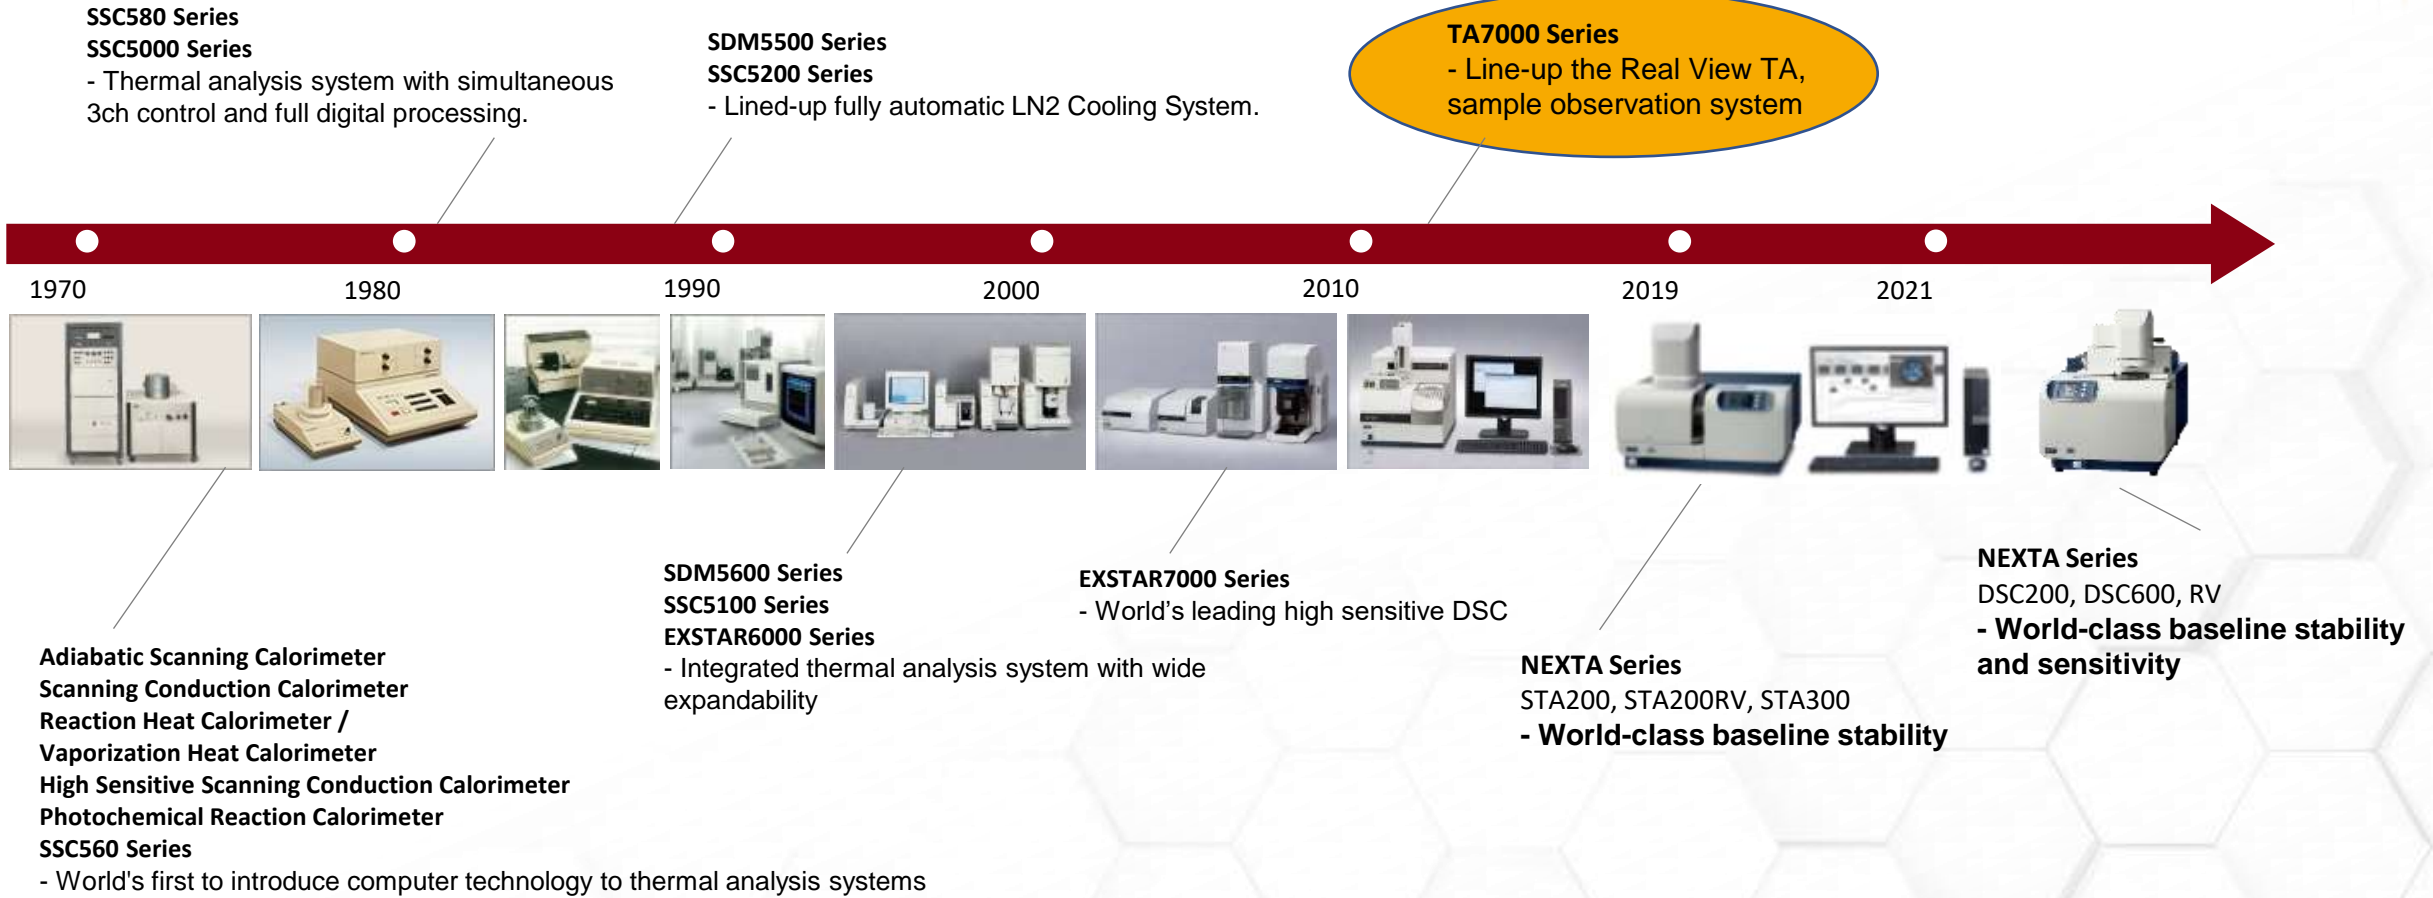 SSC580 Series
SSC5000 Series
- Thermal analysis system with simultaneous
3ch control and full digital processing.
SDM5500 Series
SSC5200 Series
- Lined-up fully automatic LN2 Cooling System.
TA7000 Series
- Line-up the Real View TA,
sample observation system
1970
1980
1990
2000
2010
2019
2021
Adiabatic Scanning Calorimeter
Scanning Conduction Calorimeter
Reaction Heat Calorimeter /
Vaporization Heat Calorimeter
High Sensitive Scanning Conduction Calorimeter
Photochemical Reaction Calorimeter
SSC560 Series
- World's first to introduce computer technology to thermal analysis systems
SDM5600 Series
SSC5100 Series
EXSTAR6000 Series
- Integrated thermal analysis system with wide
expandability
EXSTAR7000 Series
- World’s leading high sensitive DSC
NEXTA Series
STA200, STA200RV, STA300
- World-class baseline stability
NEXTA Series
DSC200, DSC600, RV
- World-class baseline stability
and sensitivity